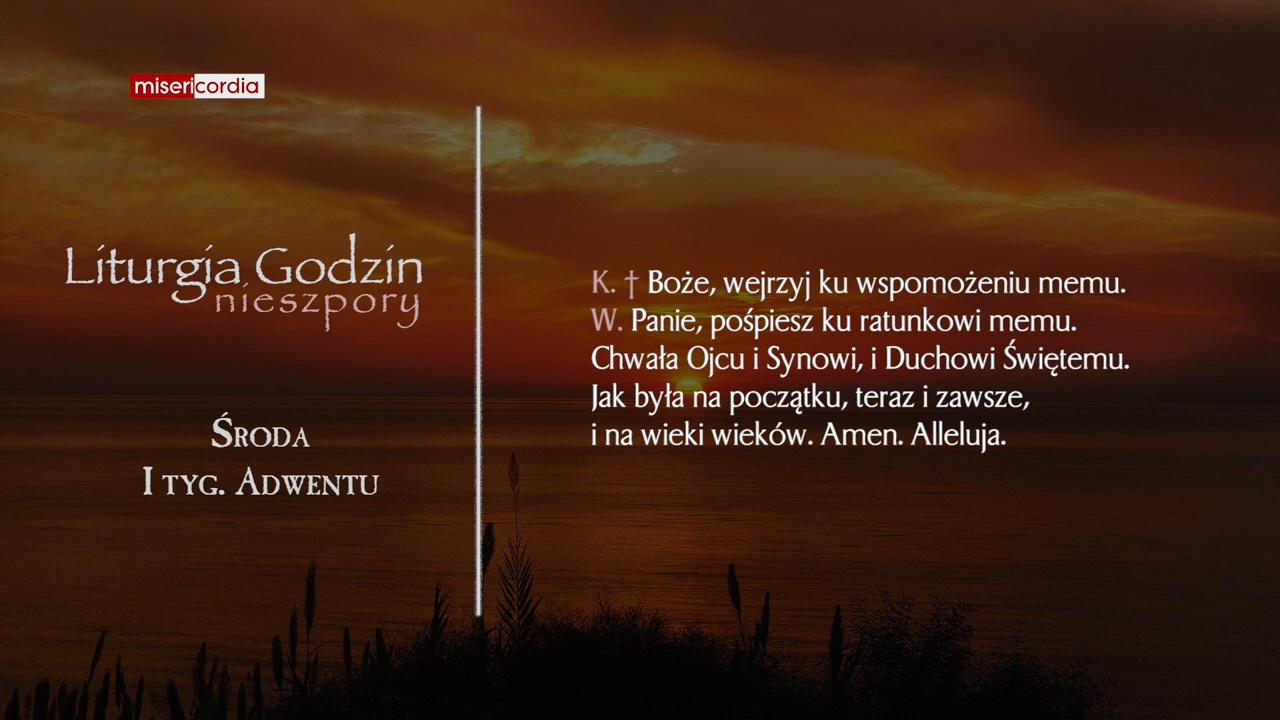 misericordia
Liturgia Godzin
nieszpory
Środa
I tyg. Adwentu
K. † Boże, wejrzyj ku wspomożeniu memu.
W. Panie, pośpiesz ku ratunkowi memu.
Chwała Ojcu i Synowi, i Duchowi Świętemu.
Jak była na początku, teraz i zawsze,
i na wieki wieków. Amen. Alleluja.